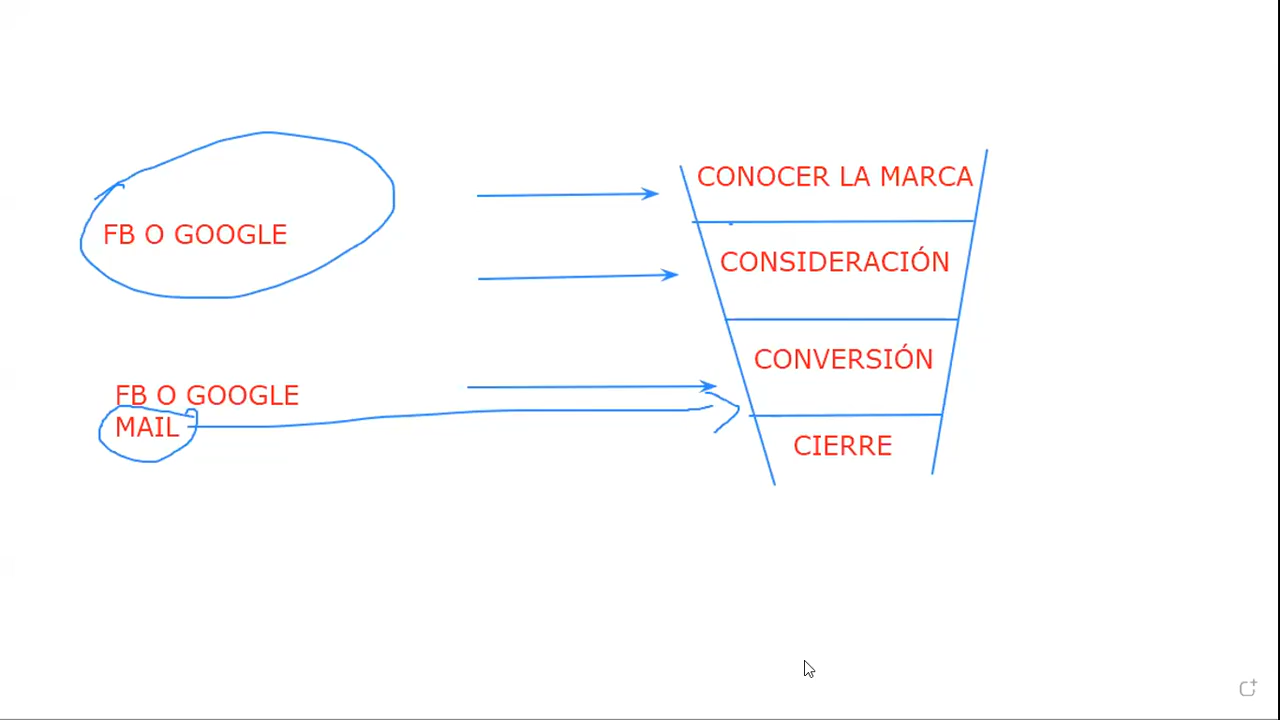 FB O GOOGLE
FB O GOOGLE
MAIL
CONOCER LA MARCA
CONSIDERACIÓN
CONVERSIÓN
CIERRE